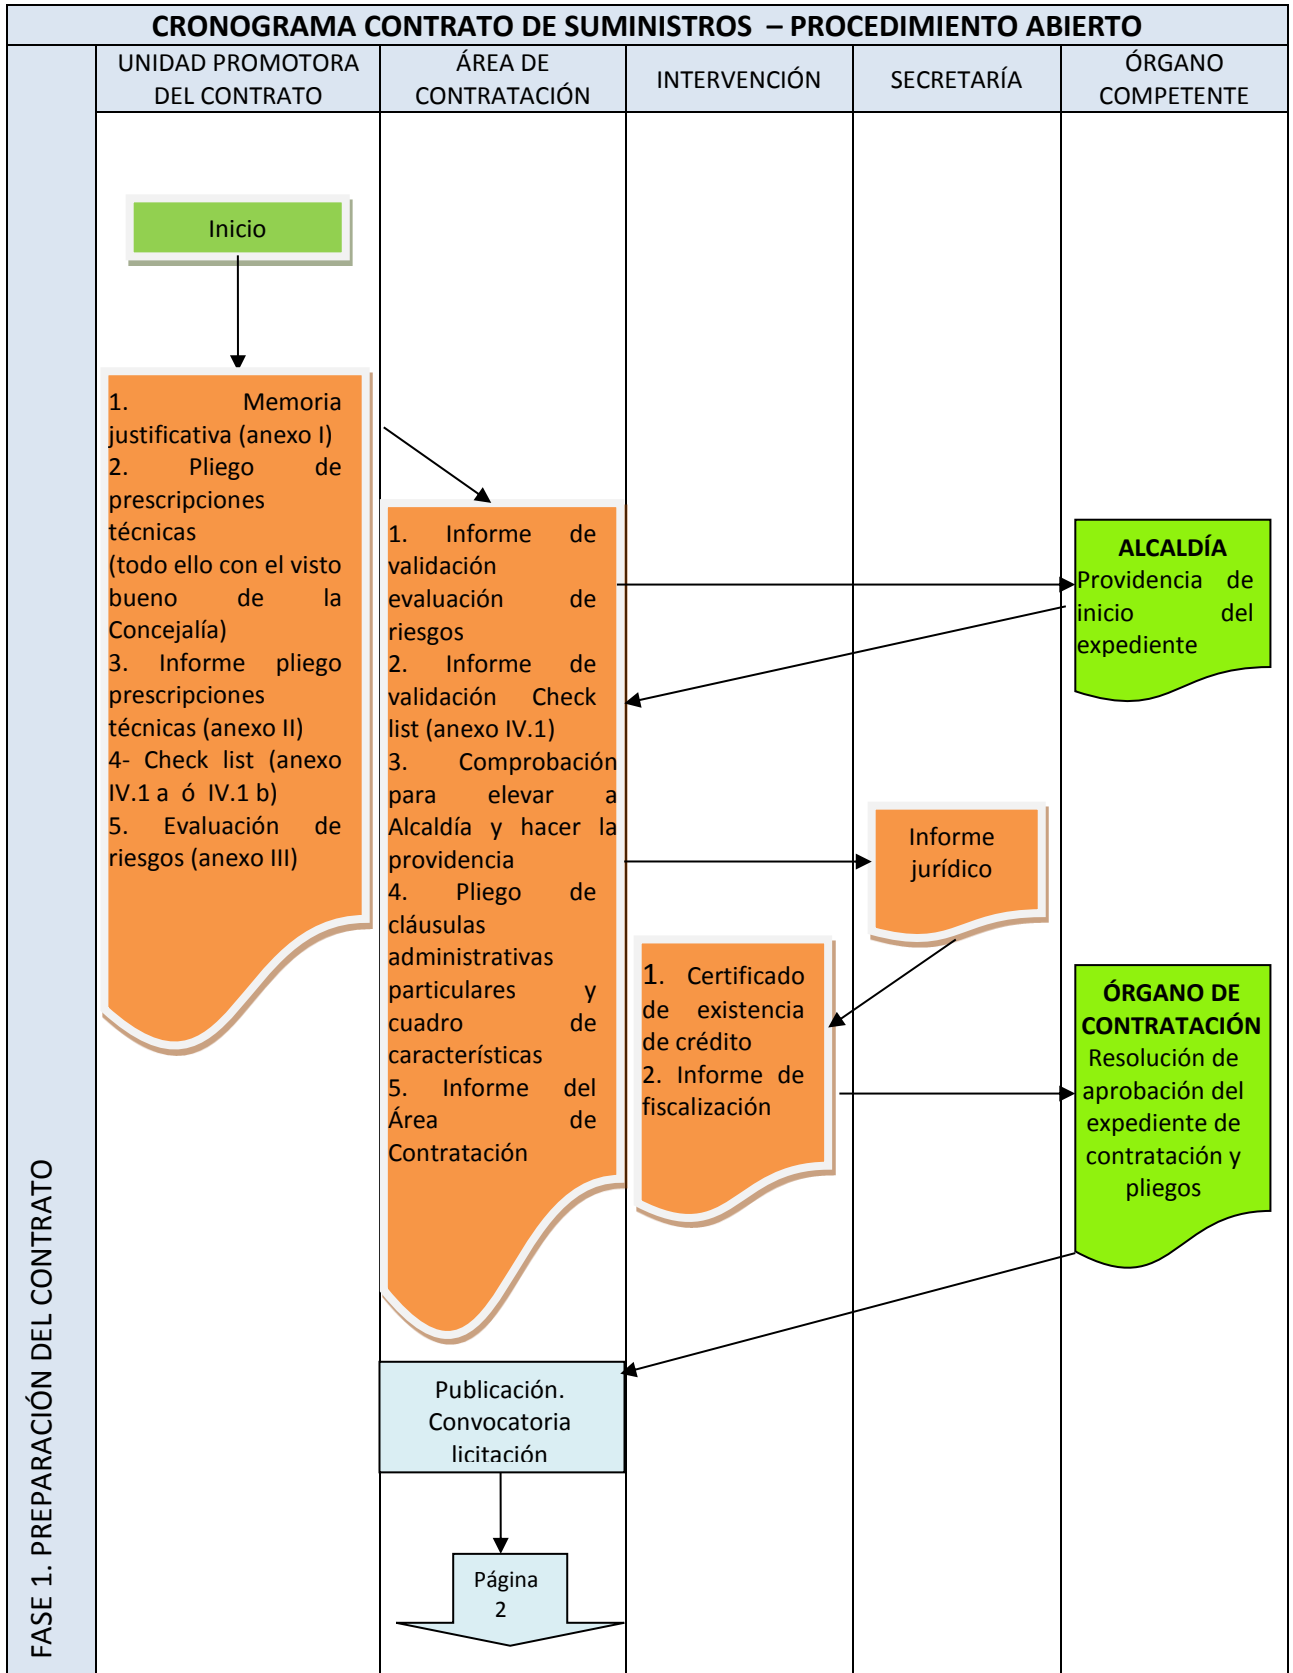 CRONOGRAMA CONTRATO DE SUMINISTROS – PROCEDIMIENTO ABIERTO
UNIDAD PROMOTORA
DEL CONTRATO
ÁREA DE
CONTRATACIÓN
INTERVENCIÓN
SECRETARÍA
ÓRGANO
COMPETENTE
FASE 1. PREPARACIÓN DEL CONTRATO
Inicio
1. Memoria
justificativa (anexo I)
2. Pliego de
prescripciones
técnicas
(todo ello con el visto
bueno de la
Concejalía)
3. Informe pliego
prescripciones
técnicas (anexo II)
4- Check list (anexo
IV.1 a ó IV.1 b)
5. Evaluación de
riesgos (anexo III)
1. Informe de
validación
evaluación de
riesgos
2. Informe de
validación Check
list (anexo IV.1)
3. Comprobación
para elevar a
Alcaldía y hacer la
providencia
4. Pliego de
cláusulas
administrativas
particulares y
cuadro de
características
5. Informe del
Área de
Contratación
ALCALDÍA
Providencia de
inicio del
expediente
Informe
jurídico
1. Certificado
de existencia
de crédito
2. Informe de
fiscalización
ÓRGANO DE
CONTRATACIÓN
Resolución de
aprobación del
expediente de
contratación y
pliegos
Publicación.
Convocatoria
licitación
Página
2